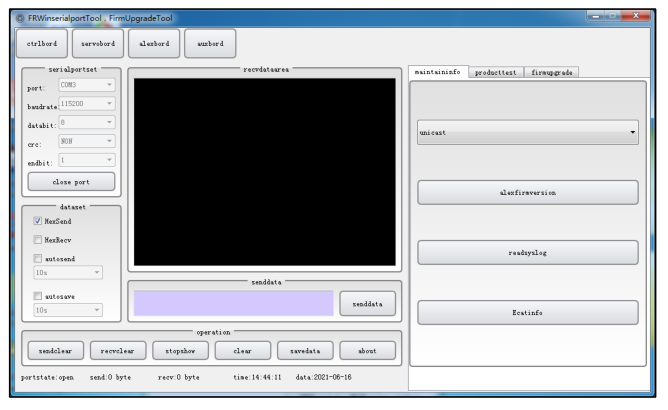 FRWinserialportTool . FirmUpgradeTool
ctrlbord servobord alexbord auxbord
serialportset
port: COM3
baudrate 115200
databit: 8
crc: NON
endbit: 1
close port
dataset
HexSend
HexRecv
autosend
10s
autosave
10s
recvdataarea
senddata
senddata
operation
sendclear recvclear stopshow clear savedata about
portstate:open send:0 byte recv:0 byte time:14:44:11 data:2021-06-16
maintaininfo producttest firmupgrade
unicast
alexfirmversion
readsyslog
Ecatinfo